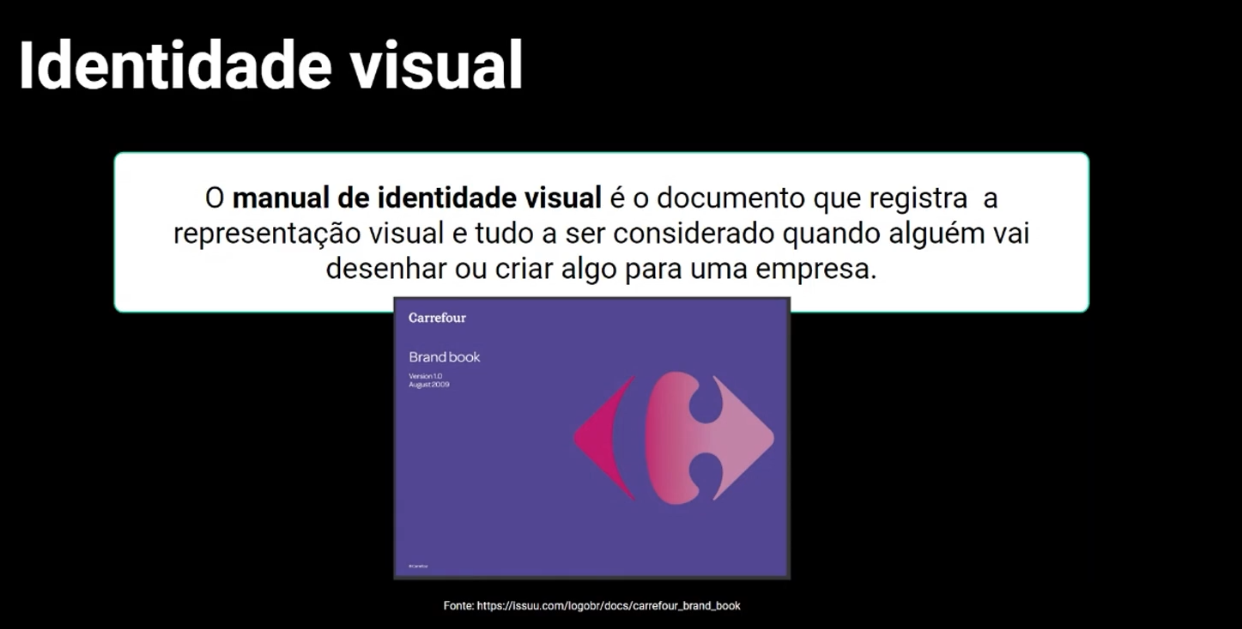 Identidade visual
O manual de identidade visual é o documento que registra a
representação visual e tudo a ser considerado quando alguém vai
desenhar ou criar algo para uma empresa.
Carrefour
Brand book
Version 1.0
August 2009
Fonte: https://issuu.com/logobr/docs/carrefour_brand_book